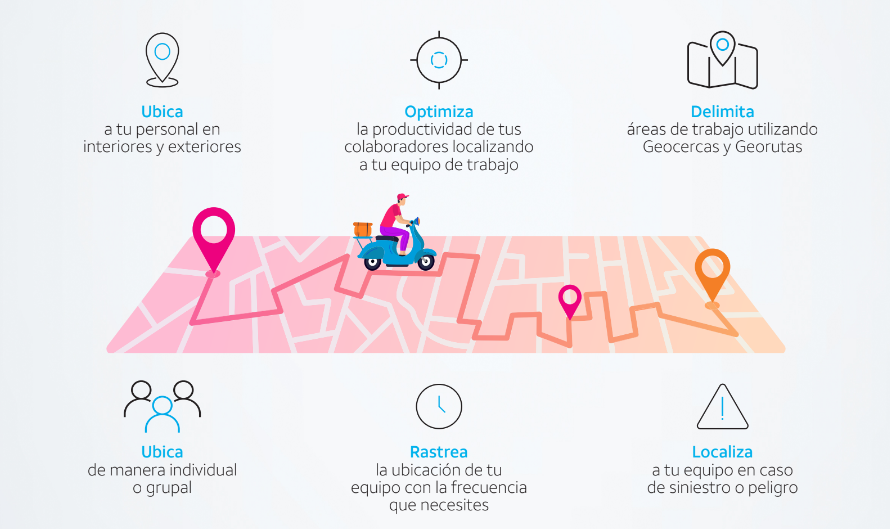 Ubica
a tu personal en
interiores y exteriores
Optimiza
la productividad de tus
colaboradores localizando
a tu equipo de trabajo
Delimita
áreas de trabajo utilizando
Geocercas y Georutas
Ubica
de manera individual
o grupal
Rastrea
la ubicación de tu
equipo con la frecuencia
que necesites
Localiza
a tu equipo en caso
de siniestro o peligro